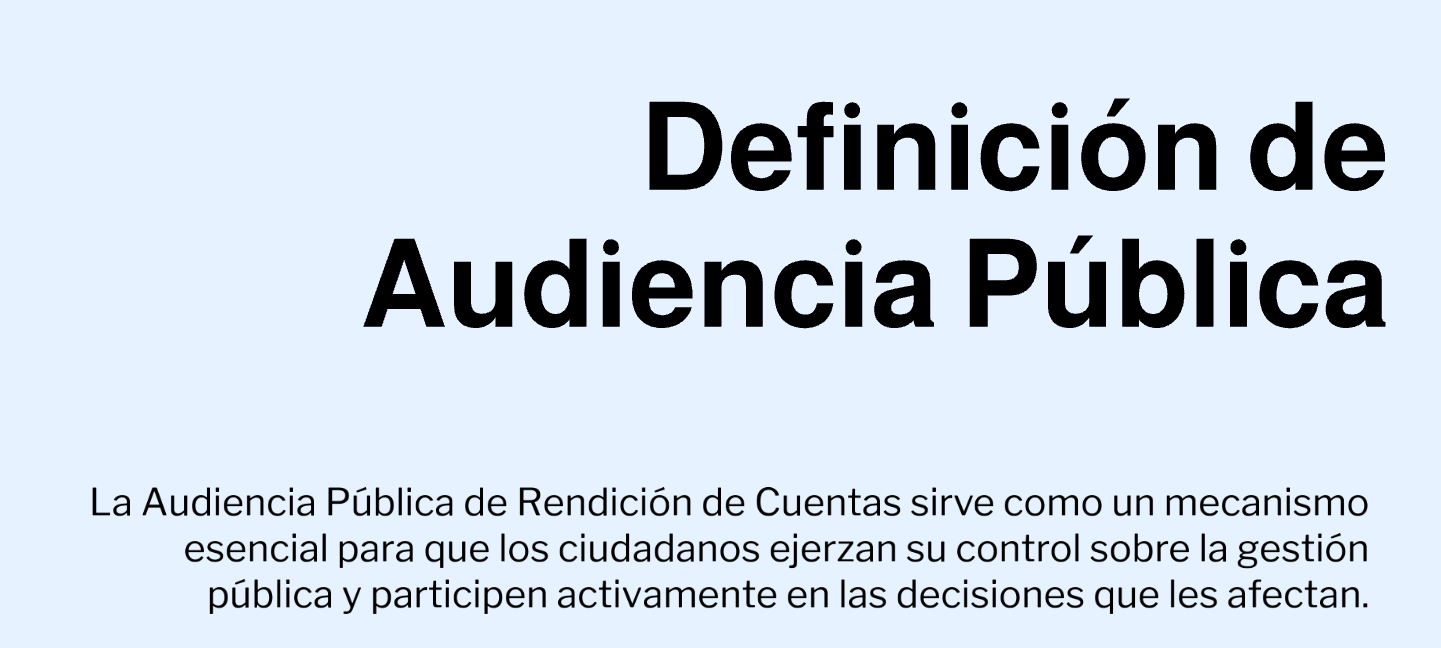 Definición de
Audiencia Pública
La Audiencia Pública de Rendición de Cuentas sirve como un mecanismo
esencial para que los ciudadanos ejerzan su control sobre la gestión
pública y participen activamente en las decisiones que les afectan.